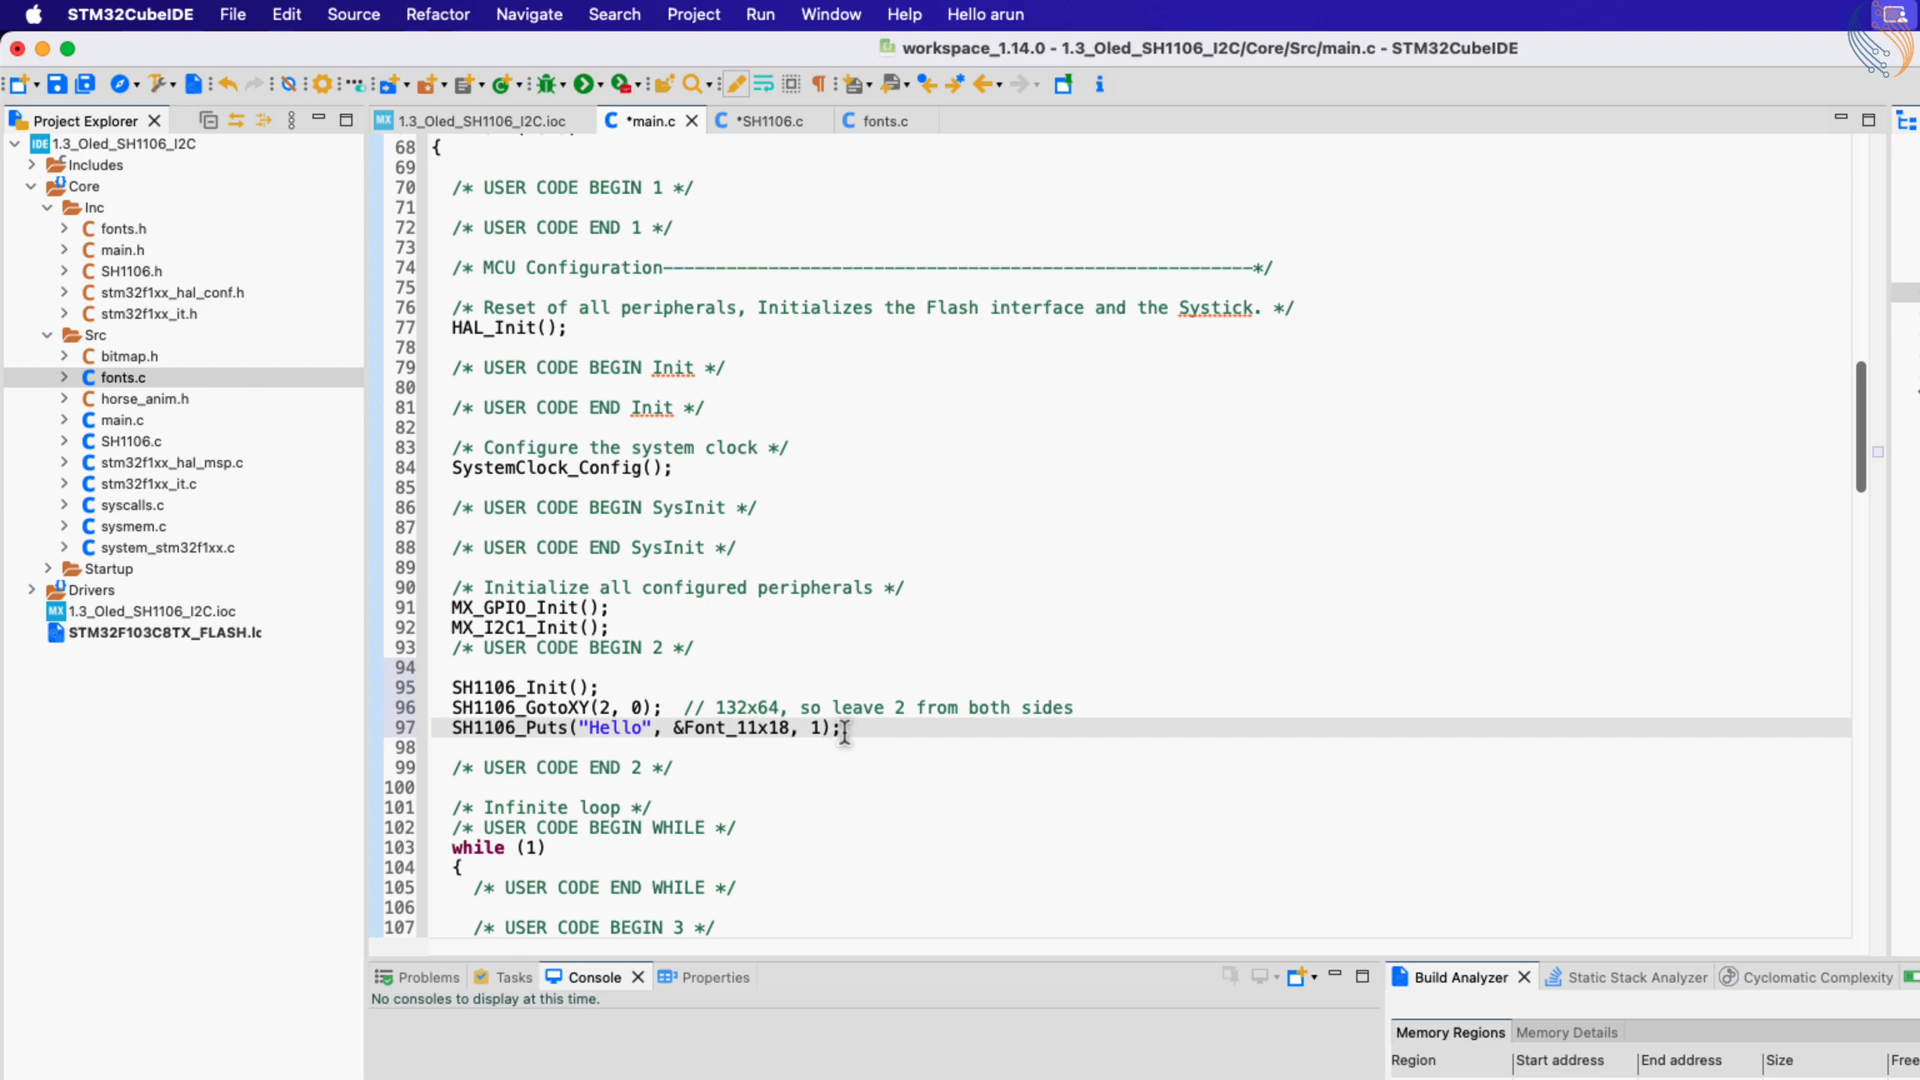 STM32CubeIDE File Edit Source Refactor Navigate Search Project Run Window Help Hello arun
workspace_1.14.0 - 1.3_Oled_SH1106_I2C/Core/Src/main.c - STM32CubeIDE
Project Explorer
1.3_Oled_SH1106_I2C
Includes
Core
Inc
fonts.h
main.h
SH1106.h
stm32f1xx_hal_conf.h
stm32f1xx_it.h
Src
bitmap.h
fonts.c
horse_anim.h
main.c
SH1106.c
stm32f1xx_hal_msp.c
stm32f1xx_it.c
syscalls.c
sysmem.c
system_stm32f1xx.c
Startup
Drivers
1.3_Oled_SH1106_I2C.ioc
STM32F103C8TX_FLASH.lc
1.3_Oled_SH1106_I2C.ioc *main.c *SH1106.c fonts.c
68 {
69
70 /* USER CODE BEGIN 1 */
71
72 /* USER CODE END 1 */
73
74 /* MCU Configuration--------------------------------------------------------*/
75
76 /* Reset of all peripherals, Initializes the Flash interface and the Systick. */
77 HAL_Init();
78
79 /* USER CODE BEGIN Init */
80
81 /* USER CODE END Init */
82
83 /* Configure the system clock */
84 SystemClock_Config();
85
86 /* USER CODE BEGIN SysInit */
87
88 /* USER CODE END SysInit */
89
90 /* Initialize all configured peripherals */
91 MX_GPIO_Init();
92 MX_I2C1_Init();
93 /* USER CODE BEGIN 2 */
94
95 SH1106_Init();
96 SH1106_GotoXY(2, 0);  // 132x64, so leave 2 from both sides
97 SH1106_Puts("Hello", &Font_11x18, 1);
98
99 /* USER CODE END 2 */
100
101 /* Infinite loop */
102 /* USER CODE BEGIN WHILE */
103 while (1)
104 {
105 /* USER CODE END WHILE */
106
107 /* USER CODE BEGIN 3 */
Problems Tasks Console Properties
No consoles to display at this time.
Build Analyzer Static Stack Analyzer Cyclomatic Complexity
Memory Regions Memory Details
Region Start address End address Size Free